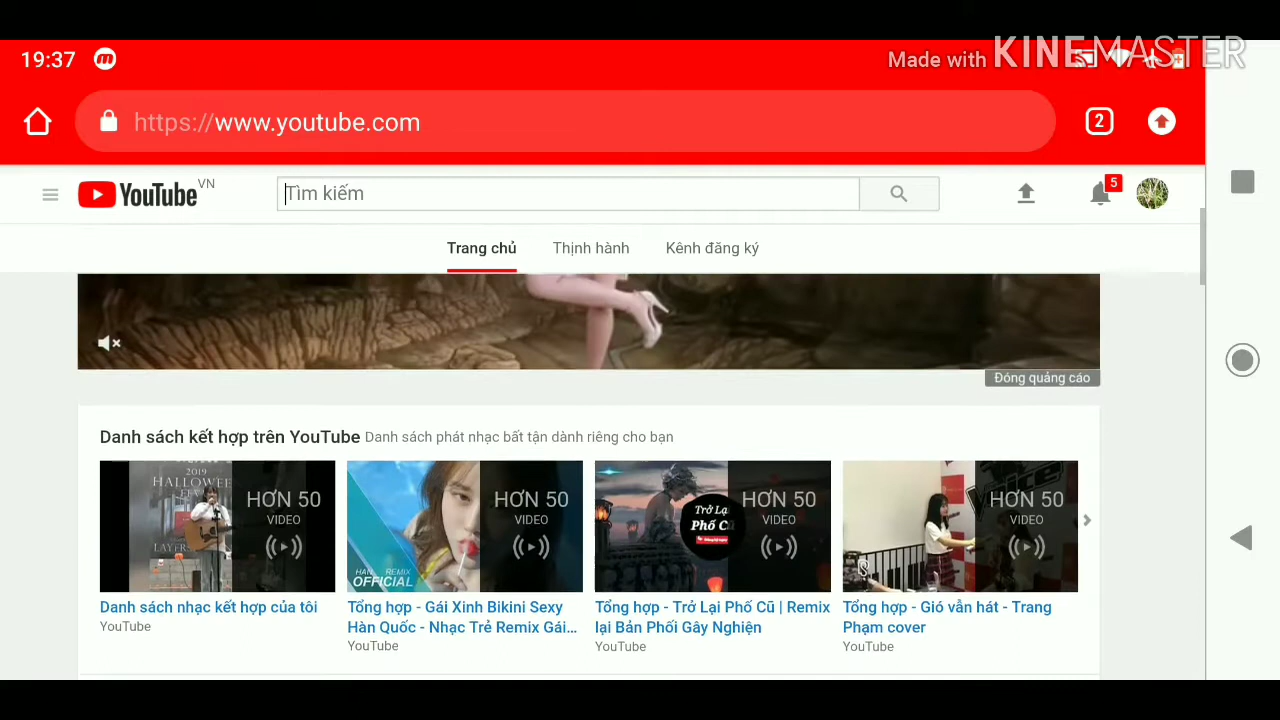 19:37
Made with KINEMASTER
https://www.youtube.com
2
YouTube VN
Tìm kiếm
5
Trang chủ Thịnh hành Kênh đăng ký
Đóng quảng cáo
Danh sách kết hợp trên YouTube Danh sách phát nhạc bất tận dành riêng cho bạn
2019
HALLOWEE
HƠN 50
VIDEO
HAN REMIX
OFFICIAL
HƠN 50
VIDEO
Trở Lại
Phố Cũ
HƠN 50
VIDEO
Voice
HƠN 50
VIDEO
Danh sách nhạc kết hợp của tôi
YouTube
Tổng hợp - Gái Xinh Bikini Sexy
Hàn Quốc - Nhạc Trẻ Remix Gái...
YouTube
Tổng hợp - Trở Lại Phố Cũ | Remix
lại Bản Phối Gây Nghiện
YouTube
Tổng hợp - Gió vẫn hát - Trang
Phạm cover
YouTube